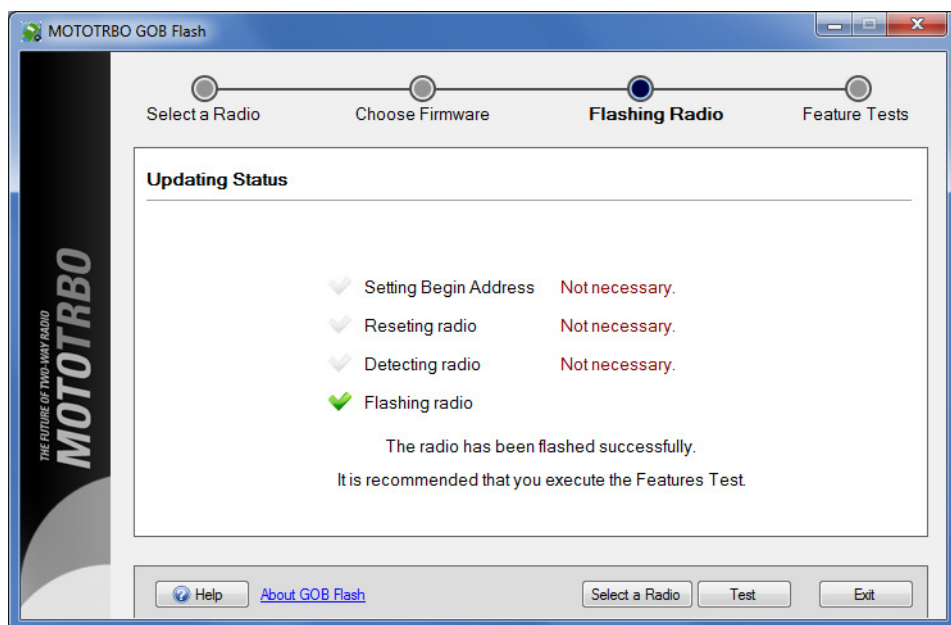 MOTOTRBO GOB Flash
Select a Radio
Choose Firmware
Flashing Radio
Feature Tests
Updating Status
Setting Begin Address Not necessary.
Reseting radio Not necessary.
Detecting radio Not necessary.
Flashing radio
The radio has been flashed successfully.
It is recommended that you execute the Features Test.
THE FUTURE OF TWO-WAY RADIO
MOTOTRBO
Help
About GOB Flash
Select a Radio
Test
Exit